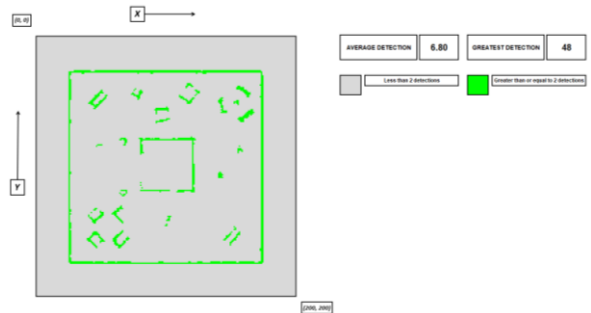 X
[0, 0]
AVERAGE DETECTION 6.80 GREATEST DETECTION 48
Less than 2 detections Greater than or equal to 2 detections
Y
[200, 200]